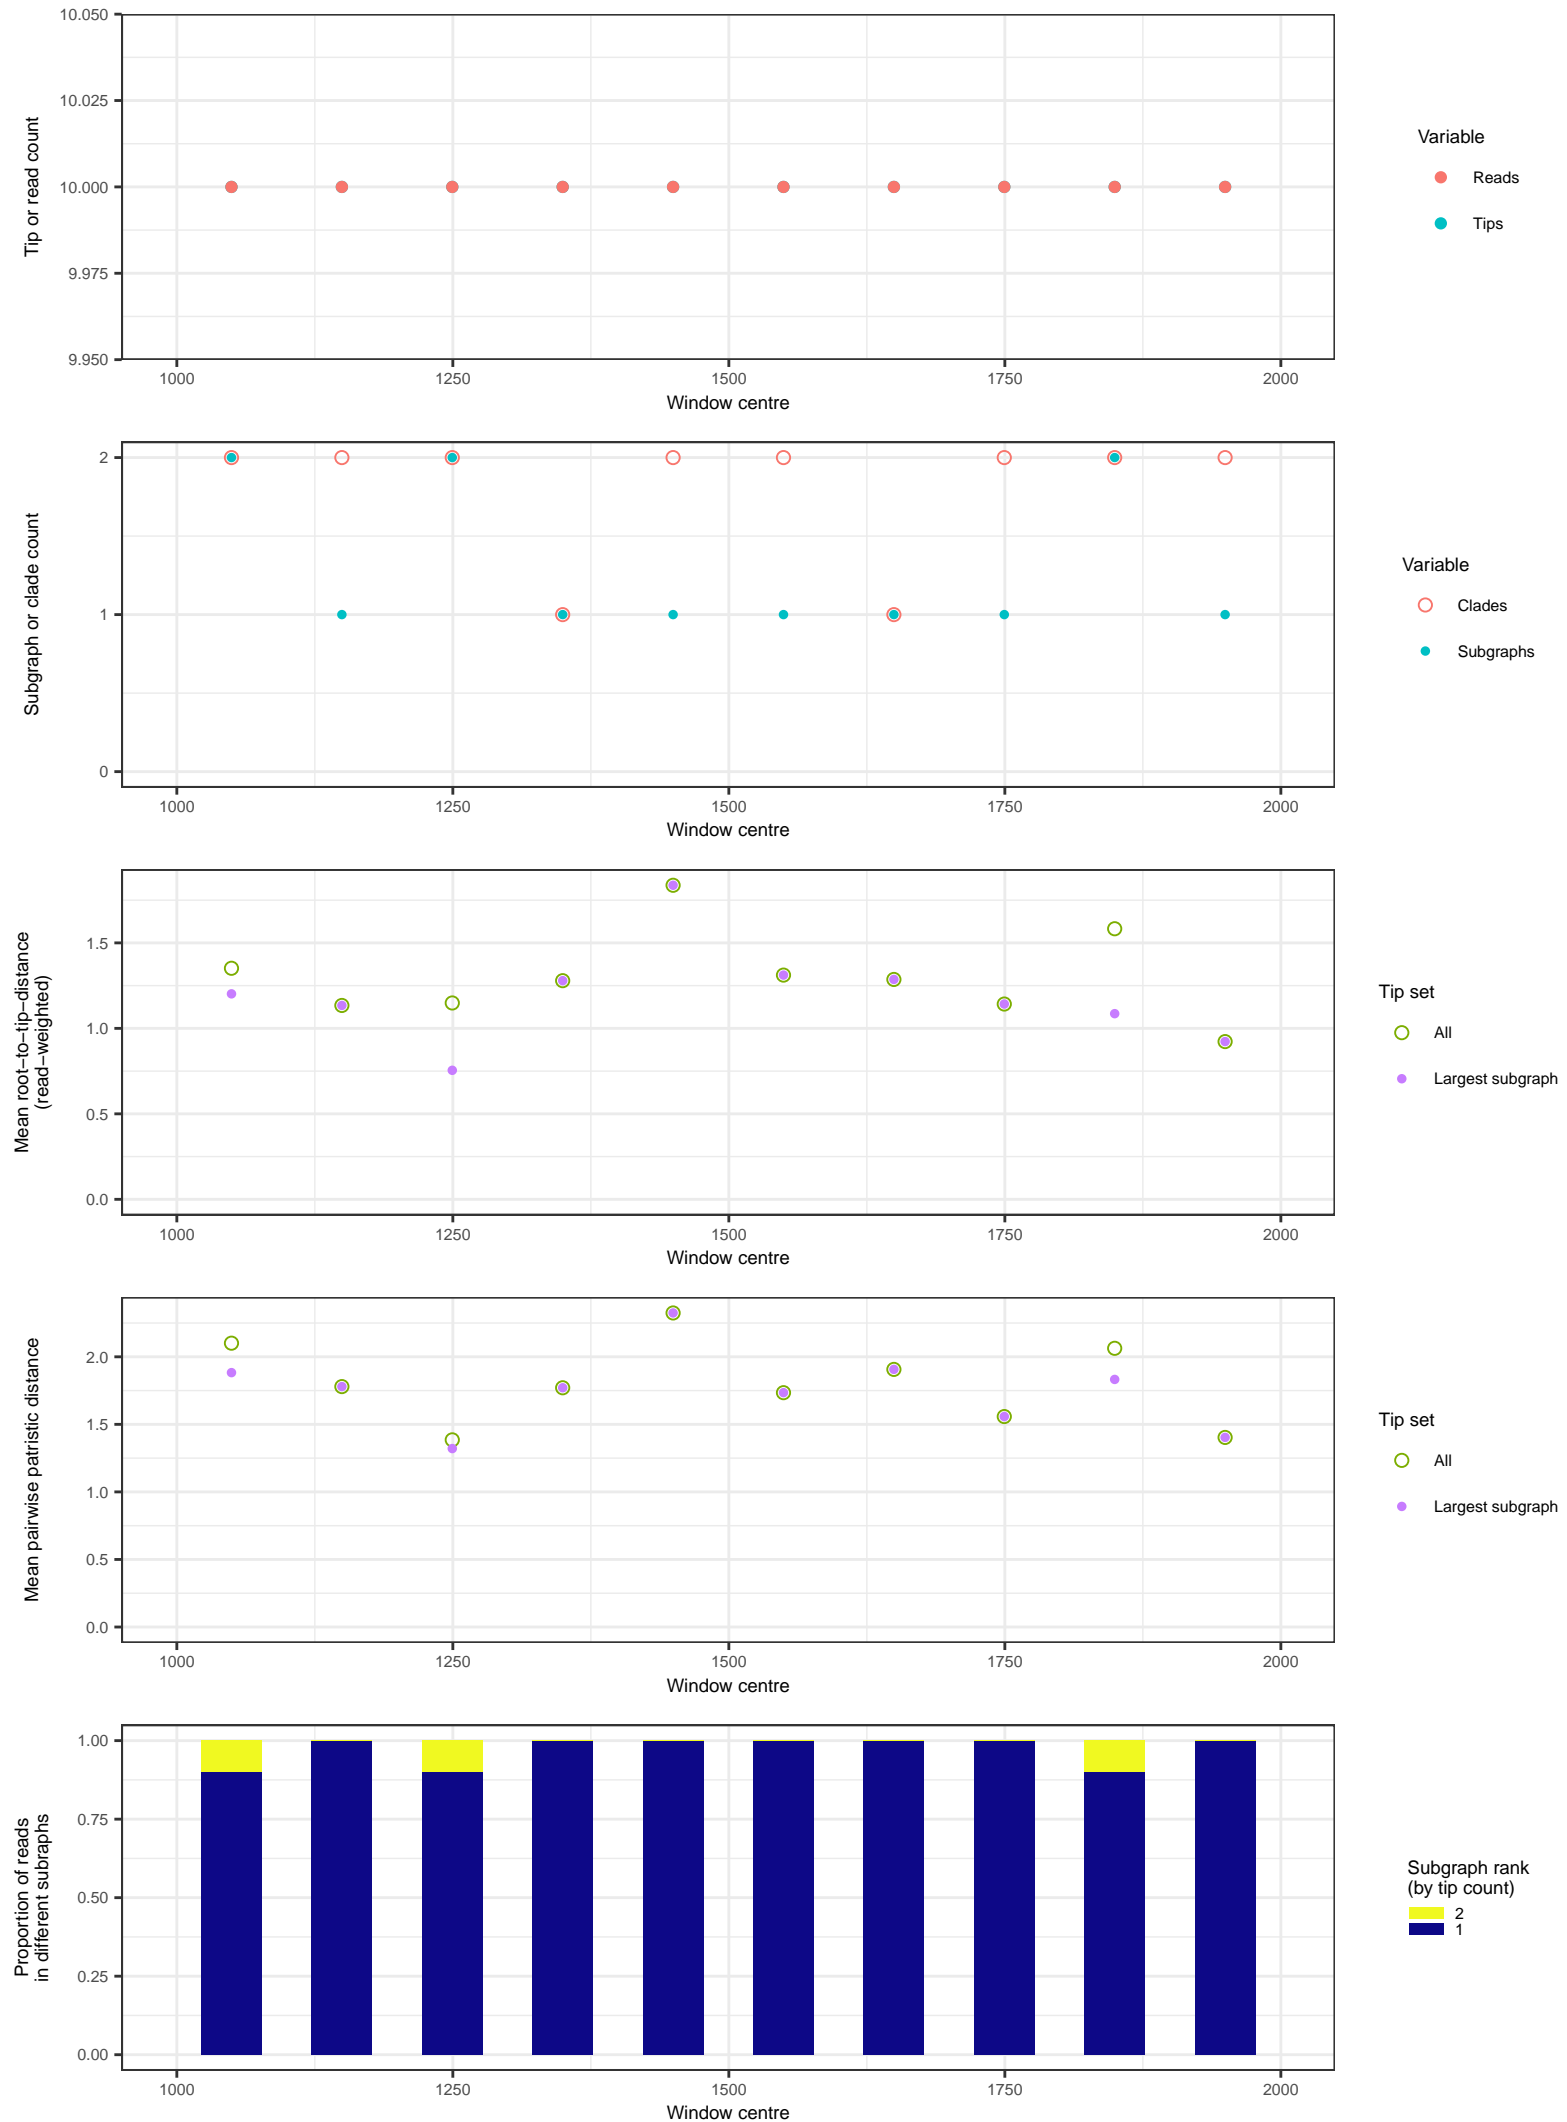 10.050
10.025
10.000
9.975
9.950
Tip or read count
1000 1250 1500 1750 2000
Window centre
Variable
Reads
Tips
2
1
0
Subgraph or clade count
1000 1250 1500 1750 2000
Window centre
Variable
Clades
Subgraphs
1.5
1.0
0.5
0.0
Mean root−to−tip−distance
(read−weighted)
1000 1250 1500 1750 2000
Window centre
Tip set
All
Largest subgraph
2.0
1.5
1.0
0.5
0.0
Mean pairwise patristic distance
1000 1250 1500 1750 2000
Window centre
Tip set
All
Largest subgraph
1.00
0.75
0.50
0.25
0.00
Proportion of reads
in different subraphs
1000 1250 1500 1750 2000
Window centre
Subgraph rank
(by tip count)
2
1